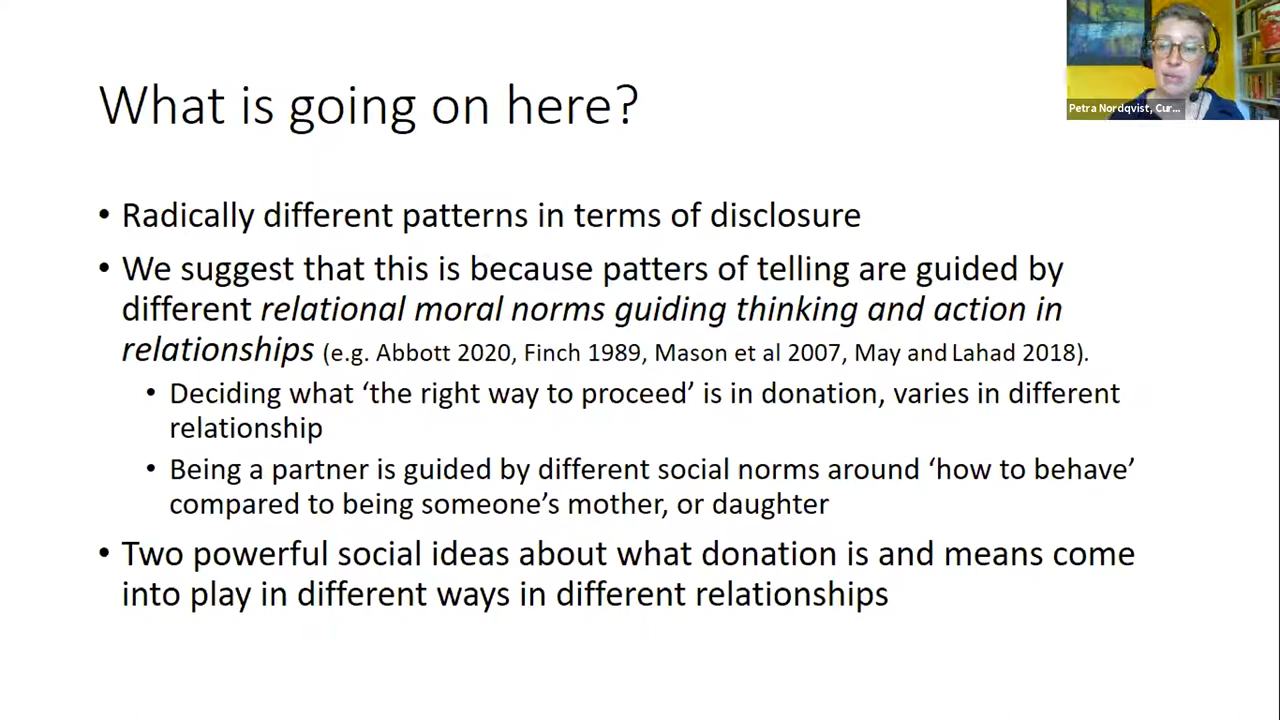 Petra Nordqvist, Cur...
What is going on here?
• Radically different patterns in terms of disclosure
• We suggest that this is because patters of telling are guided by
different relational moral norms guiding thinking and action in
relationships (e.g. Abbott 2020, Finch 1989, Mason et al 2007, May and Lahad 2018).
• Deciding what ‘the right way to proceed’ is in donation, varies in different
relationship
• Being a partner is guided by different social norms around ‘how to behave’
compared to being someone’s mother, or daughter
• Two powerful social ideas about what donation is and means come
into play in different ways in different relationships